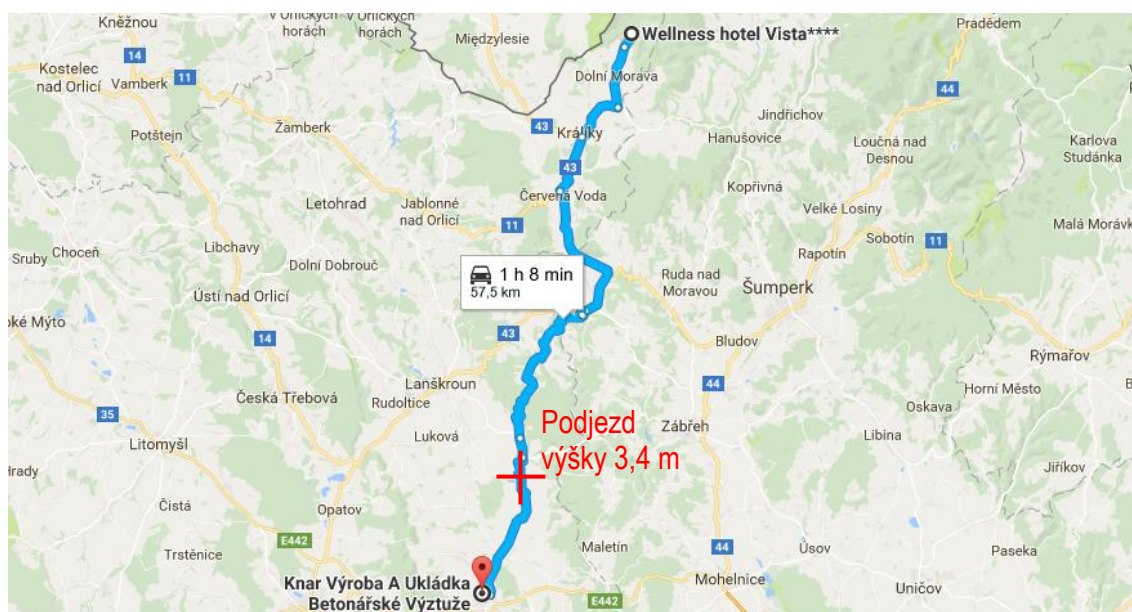 Kněžnou
V Orlických
horách
Orlických
horách
Międzylesie
Wellness hotel Vista****
Pradědem
14
Kostelec
nad Orlicí
Vamberk
11
Dolní Morava
44
Potštejn
Žamberk
43
Králíky
Jindřichov
Hanušovice
Loučná nad
Desnou
Karlova
Studánka
43
Letohrad
Jablonné
nad Orlicí
Červená Voda
Kopřivná
Velké Losiny
11
Malá Morávk
Sruby
Choceň
Libchavy
Dolní Dobrouč
1 h 8 min
57,5 km
Ruda nad
Moravou
Šumperk
Rapotín
Sobotín
11
Ústí nad Orlicí
ké Mýto
14
43
Bludov
Rýmařov
Lanškroun
44
Horní Město
Česká Třebová
Rudoltice
35
Litomyšl
Luková
Podjezd
výšky 3,4 m
Zábřeh
Oskava
Libina
Hrady
Jiříkov
Čistá
Opatov
Trstěnice
E442
Maletín
44
Úsov
Paseka
Knar Výroba A Ukládka
Betonářské Výztuže
E442
Mohelnice
Uničov